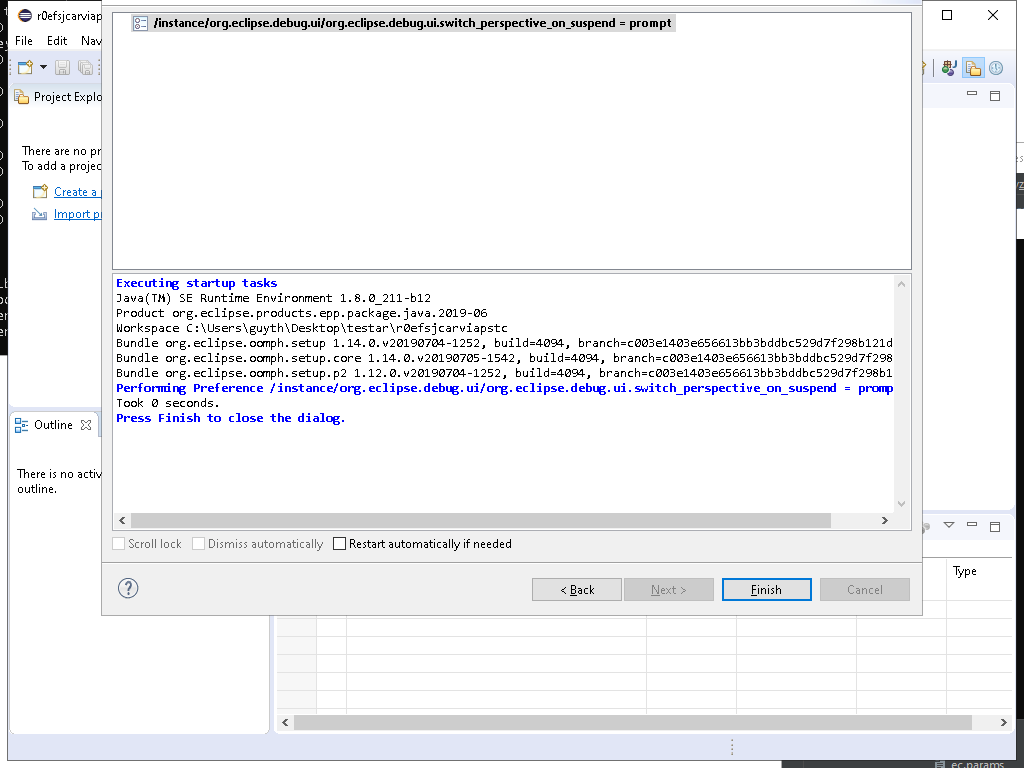 r0efsjcarviap
/instance/org.eclipse.debug.ui/org.eclipse.debug.ui.switch_perspective_on_suspend = prompt
File Edit Nav
Project Explo
There are no pr
To add a projec
Create a
Import p
Executing startup tasks
Java(TM) SE Runtime Environment 1.8.0_211-b12
Product org.eclipse.products.epp.package.java.2019-06
Workspace C:\Users\guyth\Desktop\testar\r0efsjcarviapstc
Bundle org.eclipse.oomph.setup 1.14.0.v20190704-1252, build=4094, branch=c003e1403e656613bb3bddbc529d7f298b121d
Bundle org.eclipse.oomph.setup.core 1.14.0.v20190705-1542, build=4094, branch=c003e1403e656613bb3bddbc529d7f298
Bundle org.eclipse.oomph.setup.p2 1.12.0.v20190704-1252, build=4094, branch=c003e1403e656613bb3bddbc529d7f298b1
Performing Preference /instance/org.eclipse.debug.ui/org.eclipse.debug.ui.switch_perspective_on_suspend = promp
Took 0 seconds.
Press Finish to close the dialog.
Outline
There is no activ
outline.
Scroll lock Dismiss automatically Restart automatically if needed
Type
< Back Next > Finish Cancel
ec.params